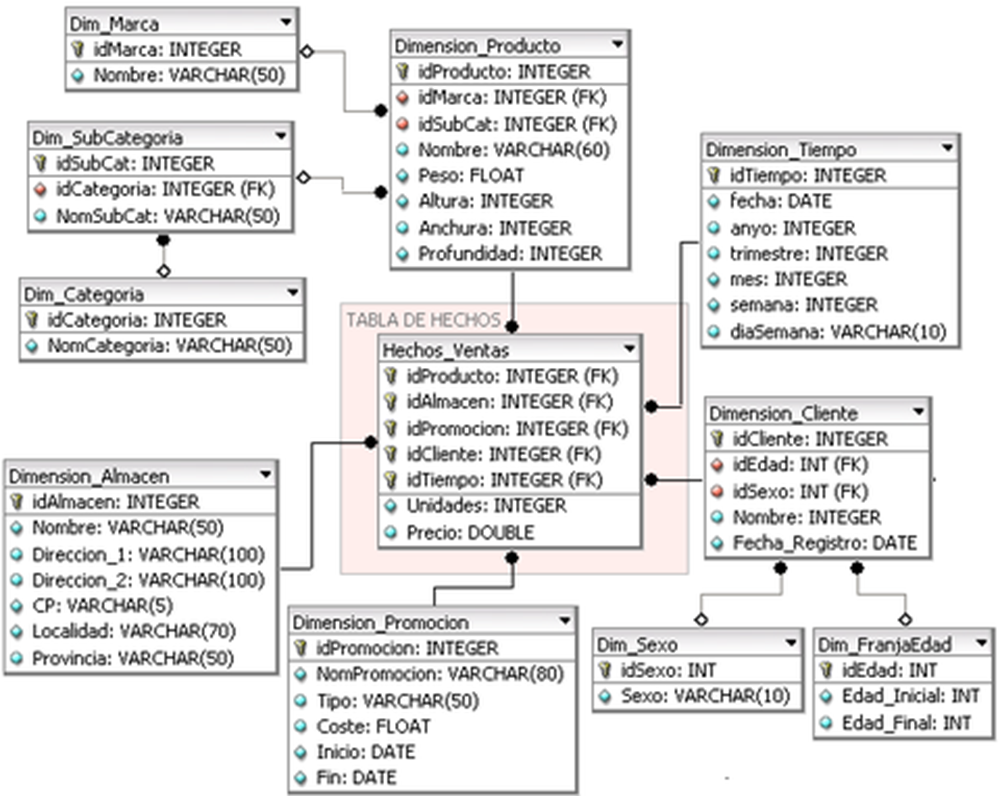 Dim_Marca
idMarca: INTEGER
Nombre: VARCHAR(50)
Dimension_Producto
idProducto: INTEGER
idMarca: INTEGER (FK)
idSubCat: INTEGER (FK)
Nombre: VARCHAR(60)
Peso: FLOAT
Altura: INTEGER
Anchura: INTEGER
Profundidad: INTEGER
Dim_SubCategoria
idSubCat: INTEGER
idCategoria: INTEGER (FK)
NomSubCat: VARCHAR(50)
Dim_Categoria
idCategoria: INTEGER
NomCategoria: VARCHAR(50)
Dimension_Tiempo
idTiempo: INTEGER
fecha: DATE
anyo: INTEGER
trimestre: INTEGER
mes: INTEGER
semana: INTEGER
diaSemana: VARCHAR(10)
TABLA DE HECHOS
Hechos_Ventas
idProducto: INTEGER (FK)
idAlmacen: INTEGER (FK)
idPromocion: INTEGER (FK)
idCliente: INTEGER (FK)
idTiempo: INTEGER (FK)
Unidades: INTEGER
Precio: DOUBLE
Dimension_Cliente
idCliente: INTEGER
idEdad: INT (FK)
idSexo: INT (FK)
Nombre: INTEGER
Fecha_Registro: DATE
Dimension_Almacen
idAlmacen: INTEGER
Nombre: VARCHAR(50)
Direccion_1: VARCHAR(100)
Direccion_2: VARCHAR(100)
CP: VARCHAR(5)
Localidad: VARCHAR(70)
Provincia: VARCHAR(50)
Dimension_Promocion
idPromocion: INTEGER
NomPromocion: VARCHAR(80)
Tipo: VARCHAR(50)
Coste: FLOAT
Inicio: DATE
Fin: DATE
Dim_Sexo
idSexo: INT
Sexo: VARCHAR(10)
Dim_FranjaEdad
idEdad: INT
Edad_Inicial: INT
Edad_Final: INT